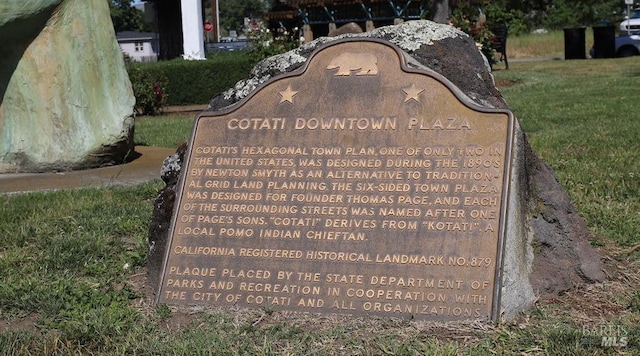 COTATI DOWNTOWN PLAZA
COTATI'S HEXAGONAL TOWN PLAN, ONE OF ONLY TWO IN
THE UNITED STATES, WAS DESIGNED DURING THE 1890'S
BY NEWTON SMYTH AS AN ALTERNATIVE TO TRADITION-
AL GRID LAND PLANNING. THE SIX-SIDED TOWN PLAZA
WAS DESIGNED FOR FOUNDER THOMAS PAGE, AND EACH
OF THE SURROUNDING STREETS WAS NAMED AFTER ONE
OF PAGE'S SONS. "COTATI" DERIVES FROM "KOTATI", A
LOCAL POMO INDIAN CHIEFTAN.
CALIFORNIA REGISTERED HISTORICAL LANDMARK NO. 879
PLAQUE PLACED BY THE STATE DEPARTMENT OF
PARKS AND RECREATION IN COOPERATION WITH
THE CITY OF COTATI AND ALL ORGANIZATIONS
BAREIS
MLS